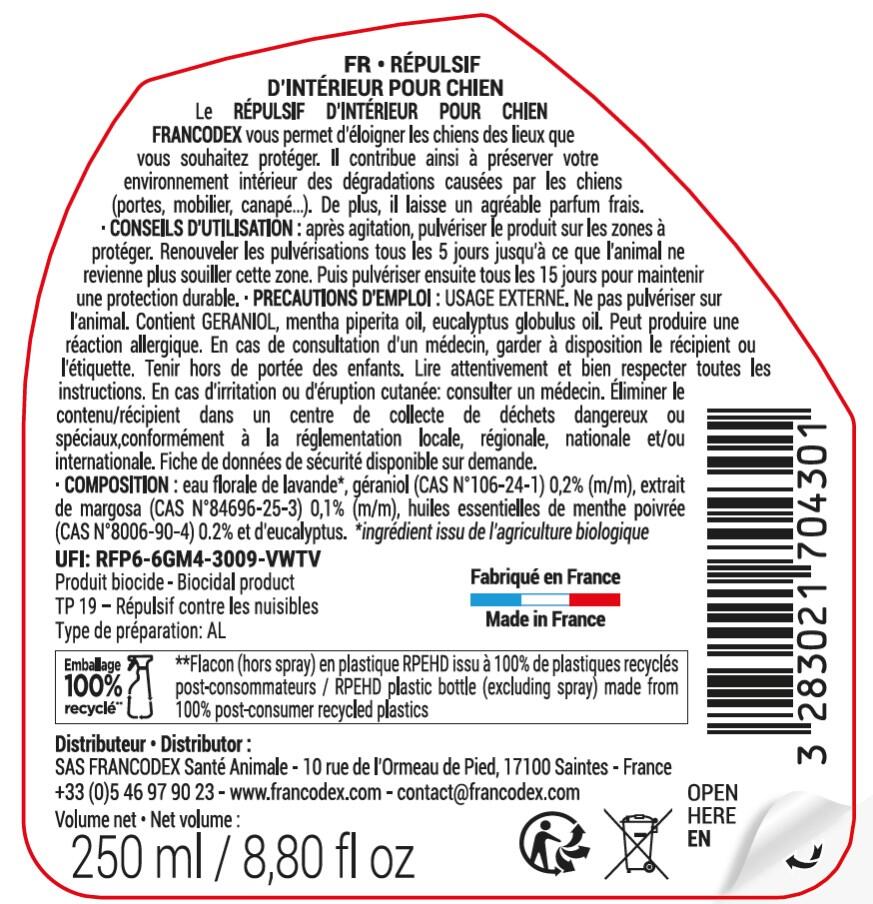 FR • RÉPULSIF
D'INTÉRIEUR POUR CHIEN
Le RÉPULSIF D'INTÉRIEUR POUR CHIEN
FRANCODEX vous permet d'éloigner les chiens des lieux que
vous souhaitez protéger. Il contribue ainsi à préserver votre
environnement intérieur des dégradations causées par les chiens
(portes, mobilier, canapé...). De plus, il laisse un agréable parfum frais.
· CONSEILS D'UTILISATION : après agitation, pulvériser le produit sur les zones à
protéger. Renouveler les pulvérisations tous les 5 jours jusqu'à ce que l'animal ne
revienne plus souiller cette zone. Puis pulvériser ensuite tous les 15 jours pour maintenir
une protection durable. · PRECAUTIONS D'EMPLOI : USAGE EXTERNE. Ne pas pulvériser sur
l'animal. Contient GERANIOL, mentha piperita oil, eucalyptus globulus oil. Peut produire une
réaction allergique. En cas de consultation d'un médecin, garder à disposition le récipient ou
l'étiquette. Tenir hors de portée des enfants. Lire attentivement et bien respecter toutes les
instructions. En cas d'irritation ou d'éruption cutanée: consulter un médecin. Éliminer le
contenu/récipient dans un centre de collecte de déchets dangereux ou
spéciaux,conformément à la réglementation locale, régionale, nationale et/ou
internationale. Fiche de données de sécurité disponible sur demande.
· COMPOSITION : eau florale de lavande*, géraniol (CAS N°106-24-1) 0,2% (m/m), extrait
de margosa (CAS N°84696-25-3) 0,1% (m/m), huiles essentielles de menthe poivrée
(CAS N°8006-90-4) 0.2% et d'eucalyptus. *ingrédient issu de l'agriculture biologique
UFI: RFP6-6GM4-3009-VWTV
Produit biocide - Biocidal product
TP 19 – Répulsif contre les nuisibles
Type de préparation: AL
Fabriqué en France
Made in France
Emballage
100%
recyclé**
**Flacon (hors spray) en plastique RPEHD issu à 100% de plastiques recyclés
post-consommateurs / RPEHD plastic bottle (excluding spray) made from
100% post-consumer recycled plastics
3 283021 704301
Distributeur • Distributor :
SAS FRANCODEX Santé Animale - 10 rue de l'Ormeau de Pied, 17100 Saintes - France
+33 (0)5 46 97 90 23 - www.francodex.com - contact@francodex.com
Volume net • Net volume :
250 ml / 8,80 fl oz
OPEN
HERE
EN